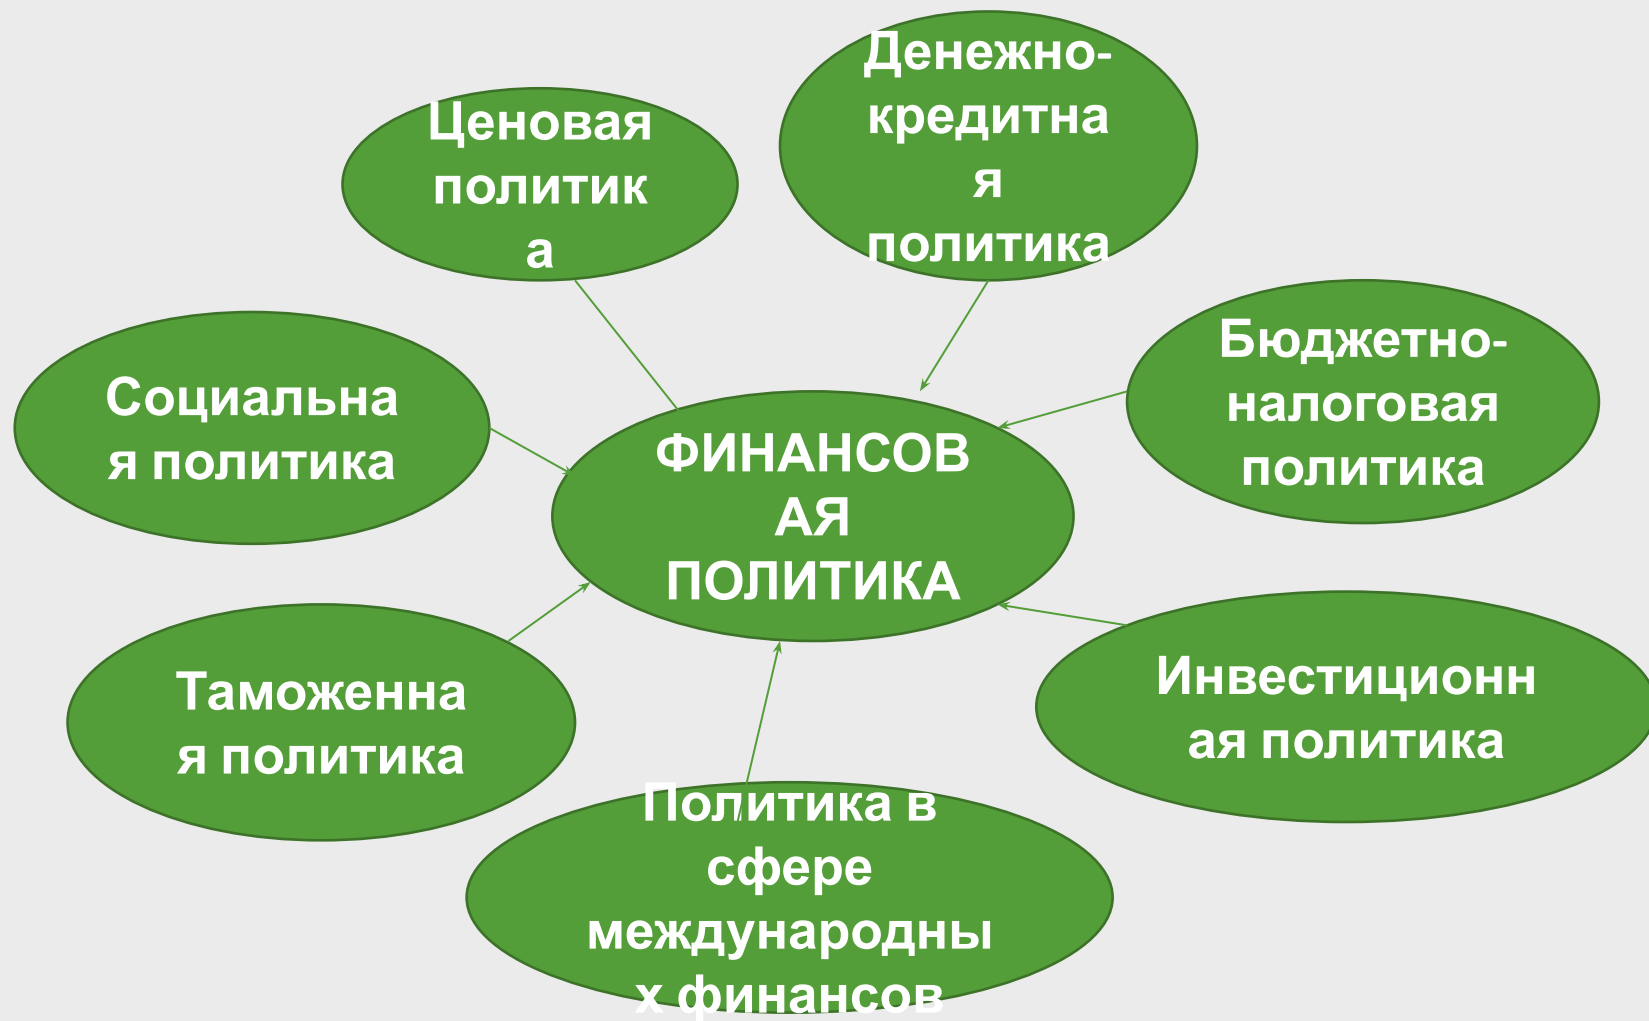 Денежно-
кредитна
я
политика
Ценовая
политик
а
Бюджетно-
налоговая
политика
Социальна
я политика
ФИНАНСОВ
АЯ
ПОЛИТИКА
Инвестиционн
ая политика
Таможенна
я политика
Политика в
сфере
международны
х финансов